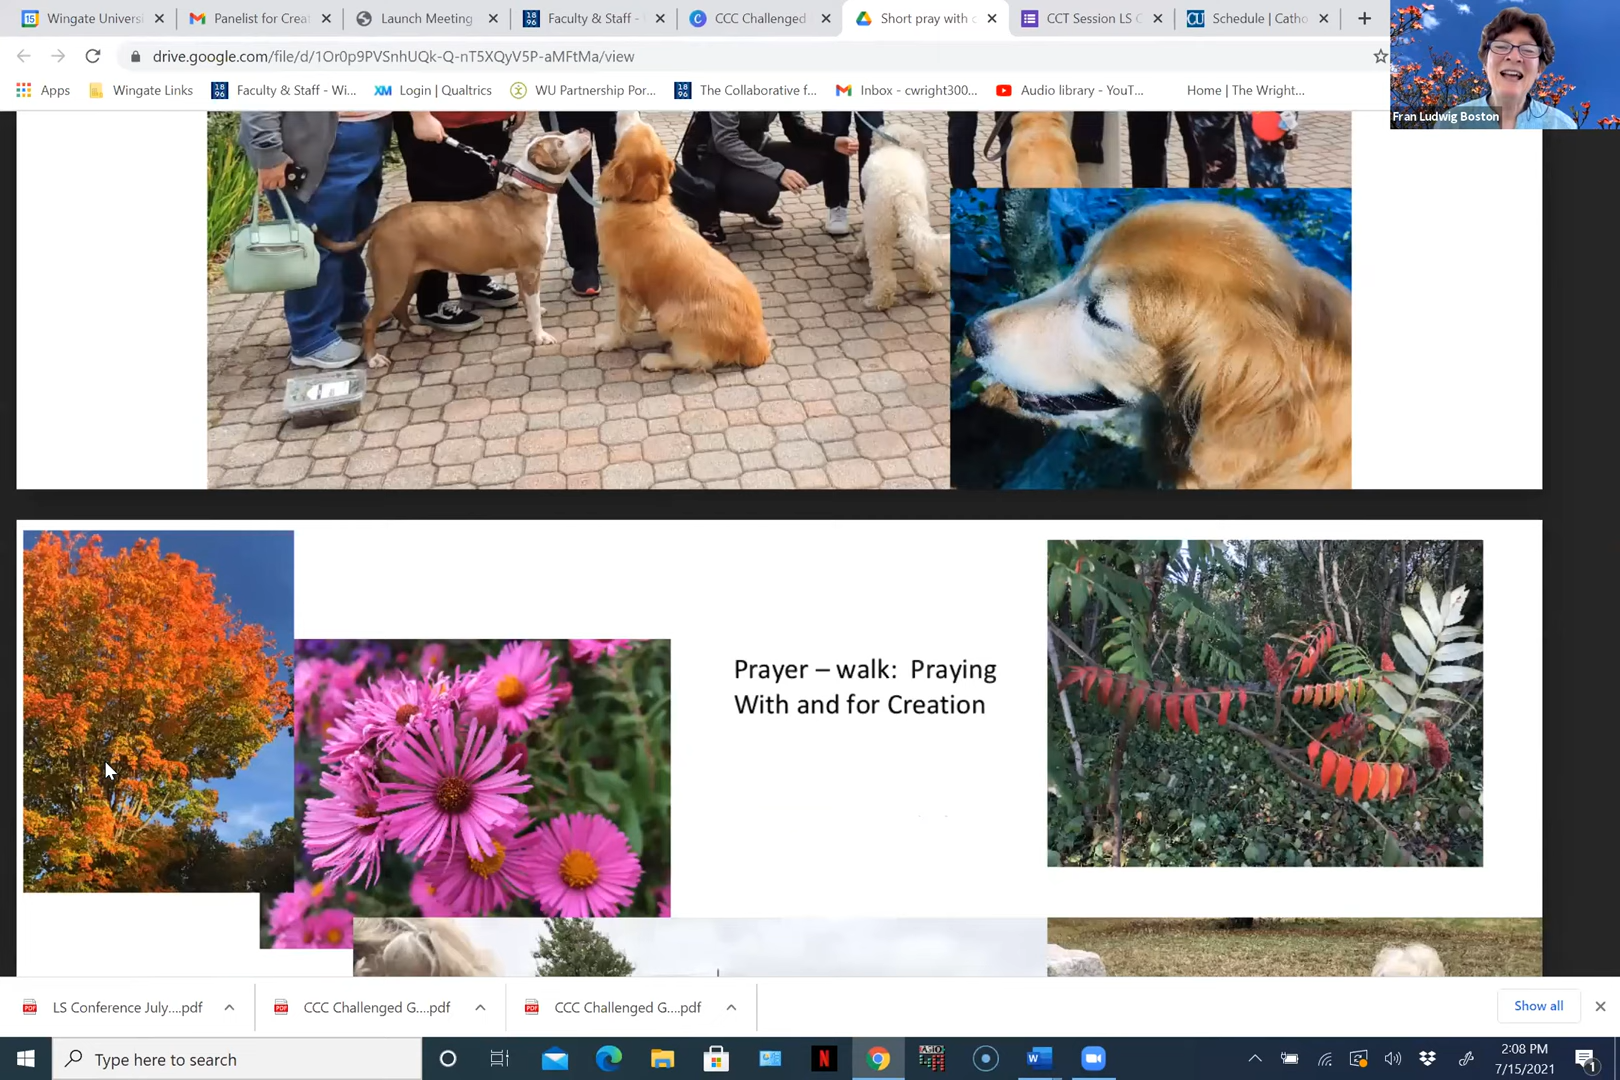 Wingate Universi
Panelist for Crea
Launch Meeting
Faculty & Staff -
CCC Challenged
Short pray with c
CCT Session LS C
Schedule | Catho
drive.google.com/file/d/1Or0p9PVSnhUQk-Q-nT5XQyV5P-aMFtMa/view
Apps
Wingate Links
Faculty & Staff - Wi...
Login | Qualtrics
WU Partnership Por...
The Collaborative f...
Inbox - cwright300...
Audio library - YouT...
Home | The Wright...
Fran Ludwig Boston
Prayer – walk: Praying
With and for Creation
LS Conference July....pdf
CCC Challenged G....pdf
CCC Challenged G....pdf
Show all
Type here to search
2:08 PM
7/15/2021